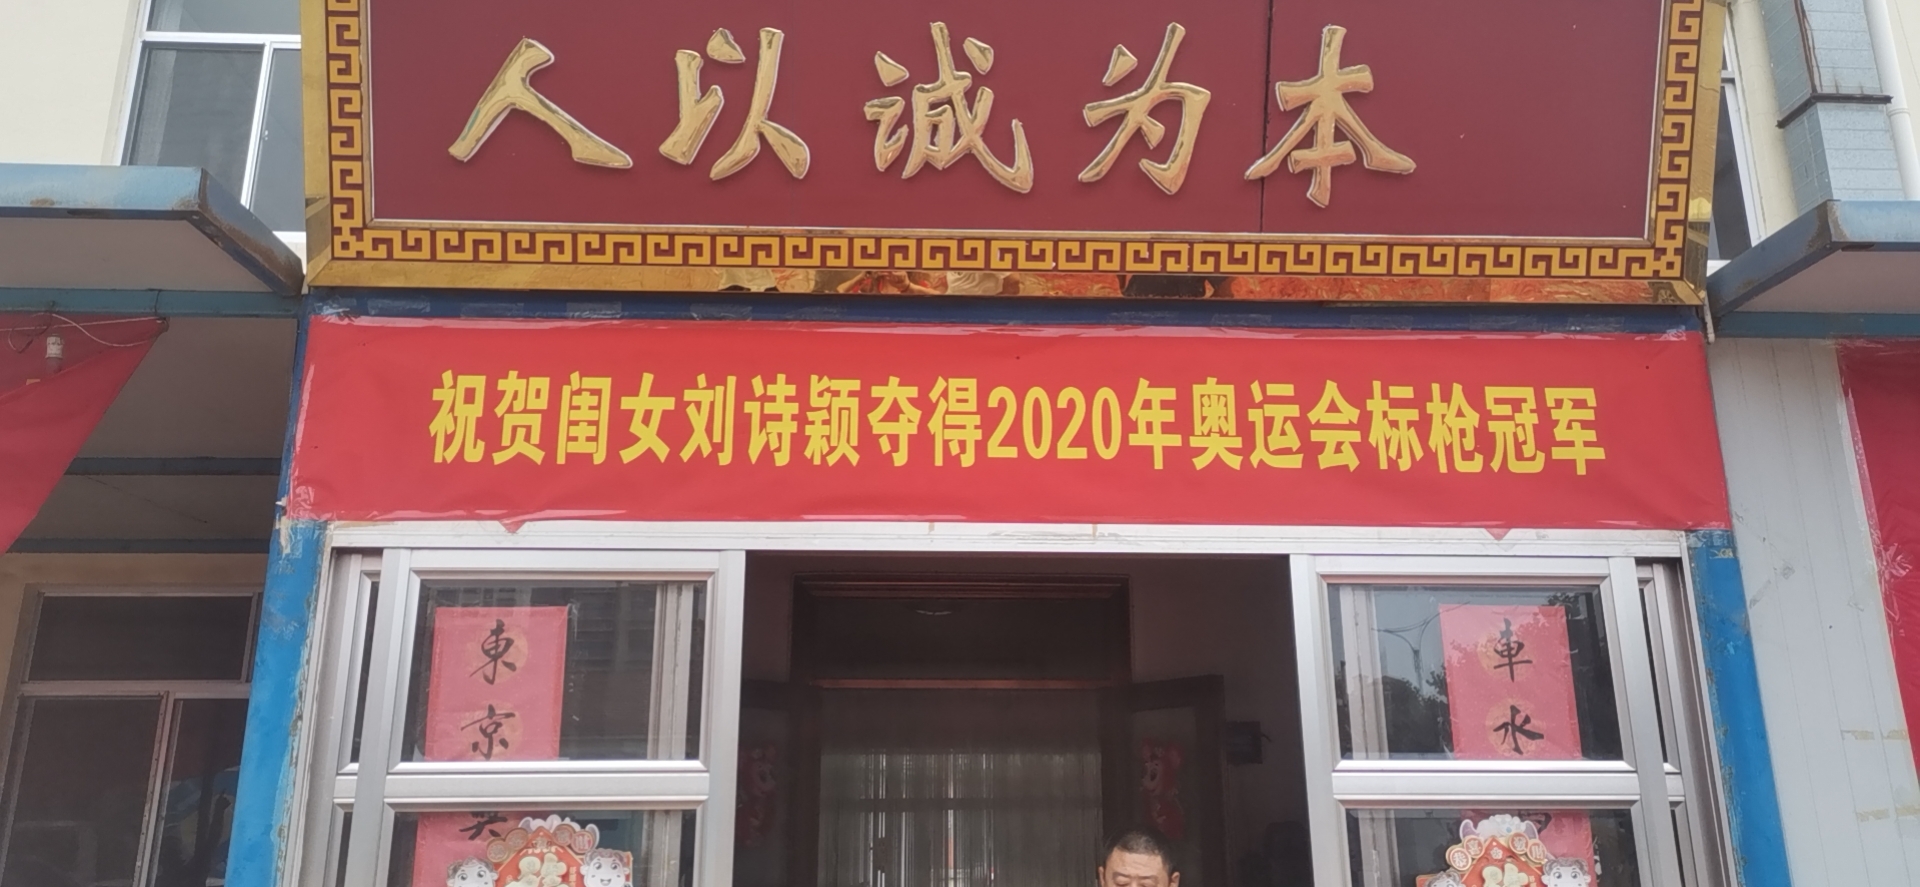 人以诚为本
祝贺闺女刘诗颖夺得2020年奥运会标枪冠军
東京
車水